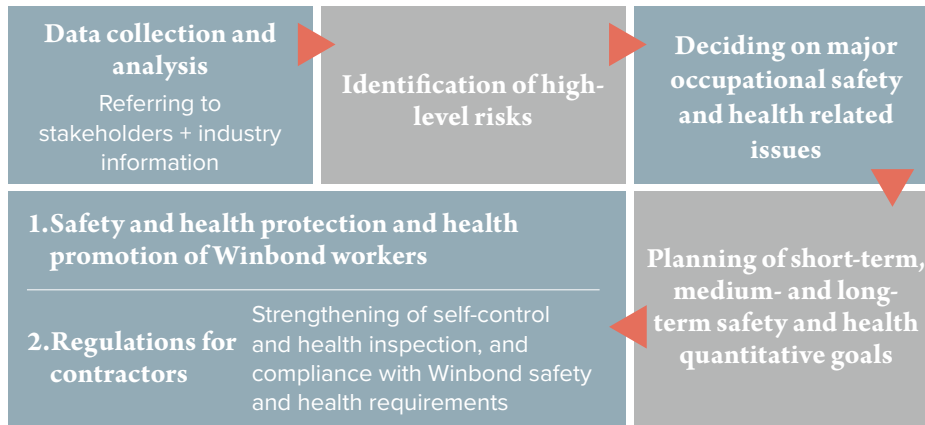 Data collection and
analysis
Referring to
stakeholders + industry
information
Identification of high-
level risks
Deciding on major
occupational safety
and health related
issues
Planning of short-term,
medium- and long-
term safety and health
quantitative goals
1.Safety and health protection and health
promotion of Winbond workers
2.Regulations for
contractors
Strengthening of self-control
and health inspection, and
compliance with Winbond safety
and health requirements